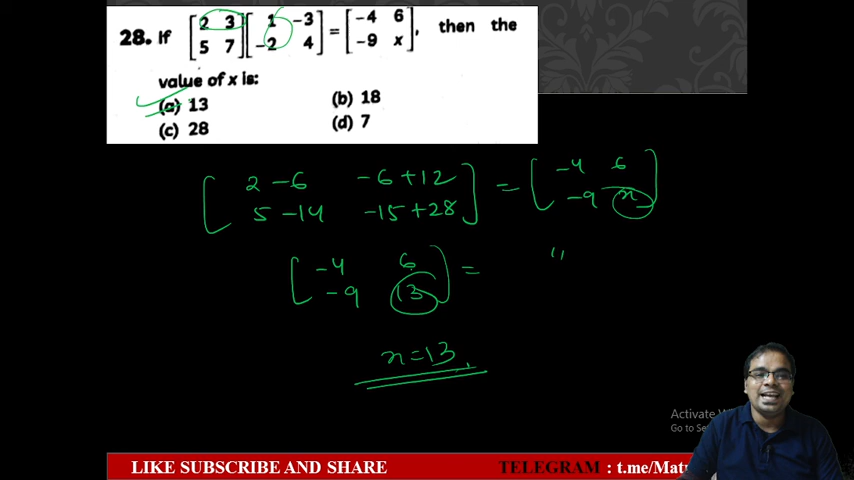 28. If [2 3 5 7] [1 -3 -2 4] = [-4 6 -9 x], then the
value of x is:
(a) 13 (b) 18
(c) 28 (d) 7
[2 -6 -6 +12 5 -14 -15 +28] = [-4 6 -9 x]
[-4 6 -9 13] = "
x = 13
Activate
Go to Se
LIKE SUBSCRIBE AND SHARE TELEGRAM : t.me/Mat